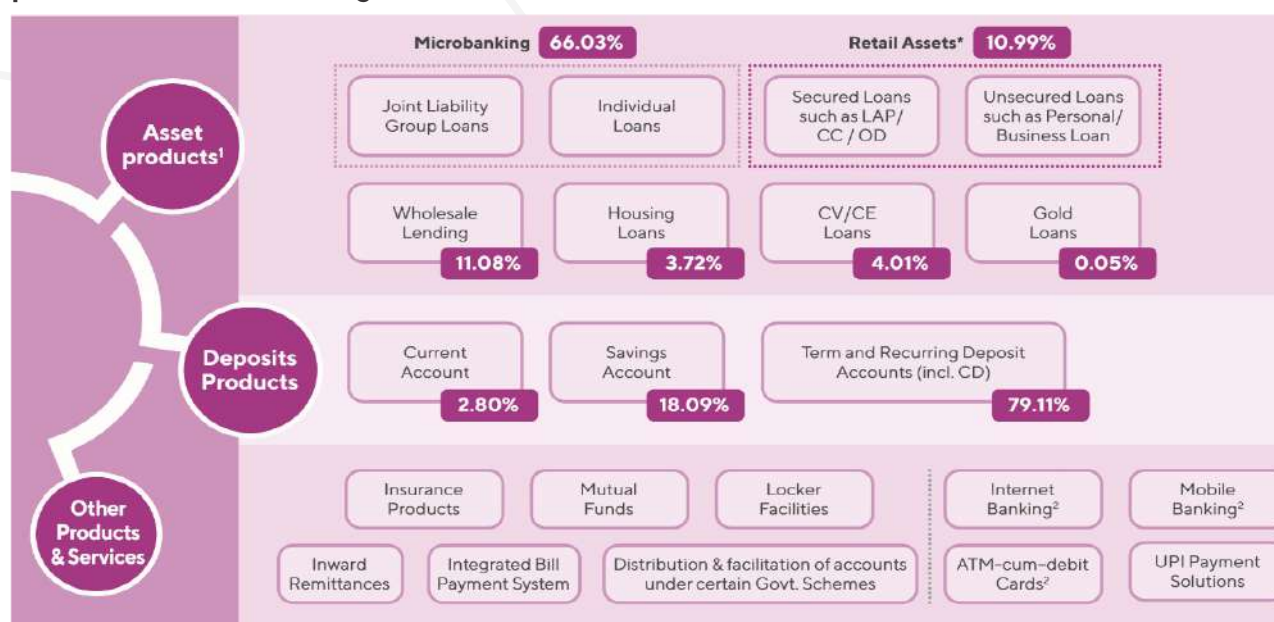 Microbanking 66.03%
Retail Assets* 10.99%
Asset
products¹
Joint Liability
Group Loans
Individual
Loans
Secured Loans
such as LAP/
CC / OD
Unsecured Loans
such as Personal/
Business Loan
Wholesale
Lending
11.08%
Housing
Loans
3.72%
CV/CE
Loans
4.01%
Gold
Loans
0.05%
Deposits
Products
Current
Account
2.80%
Savings
Account
18.09%
Term and Recurring Deposit
Accounts (incl. CD)
79.11%
Other
Products
& Services
Insurance
Products
Mutual
Funds
Locker
Facilities
Internet
Banking²
Mobile
Banking²
Inward
Remittances
Integrated Bill
Payment System
Distribution & facilitation of accounts
under certain Govt. Schemes
ATM-cum-debit
Cards²
UPI Payment
Solutions